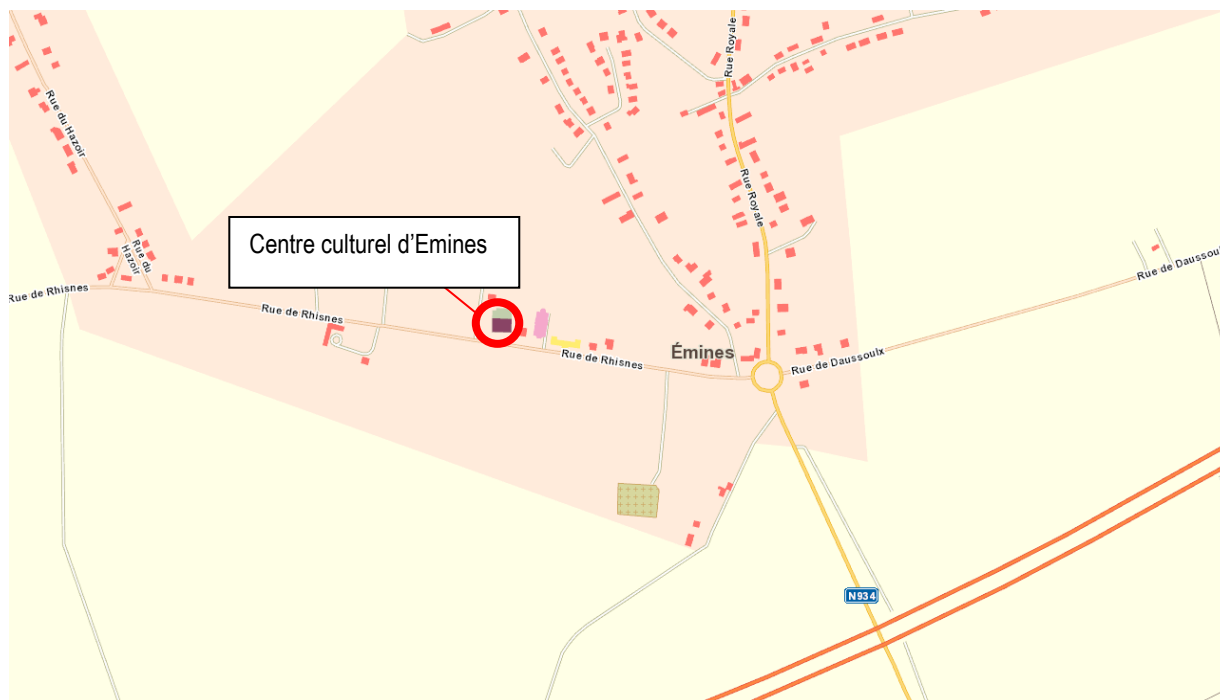 Rue Royale
Rue du Hazoir
Rue Royale
Centre culturel d'Emines
Rue du
Hazoir
Rue de Daussoulx
Rue de Rhisnes
Rue de Rhisnes
Émines
Rue de Rhisnes
Rue de Daussoulx
N934